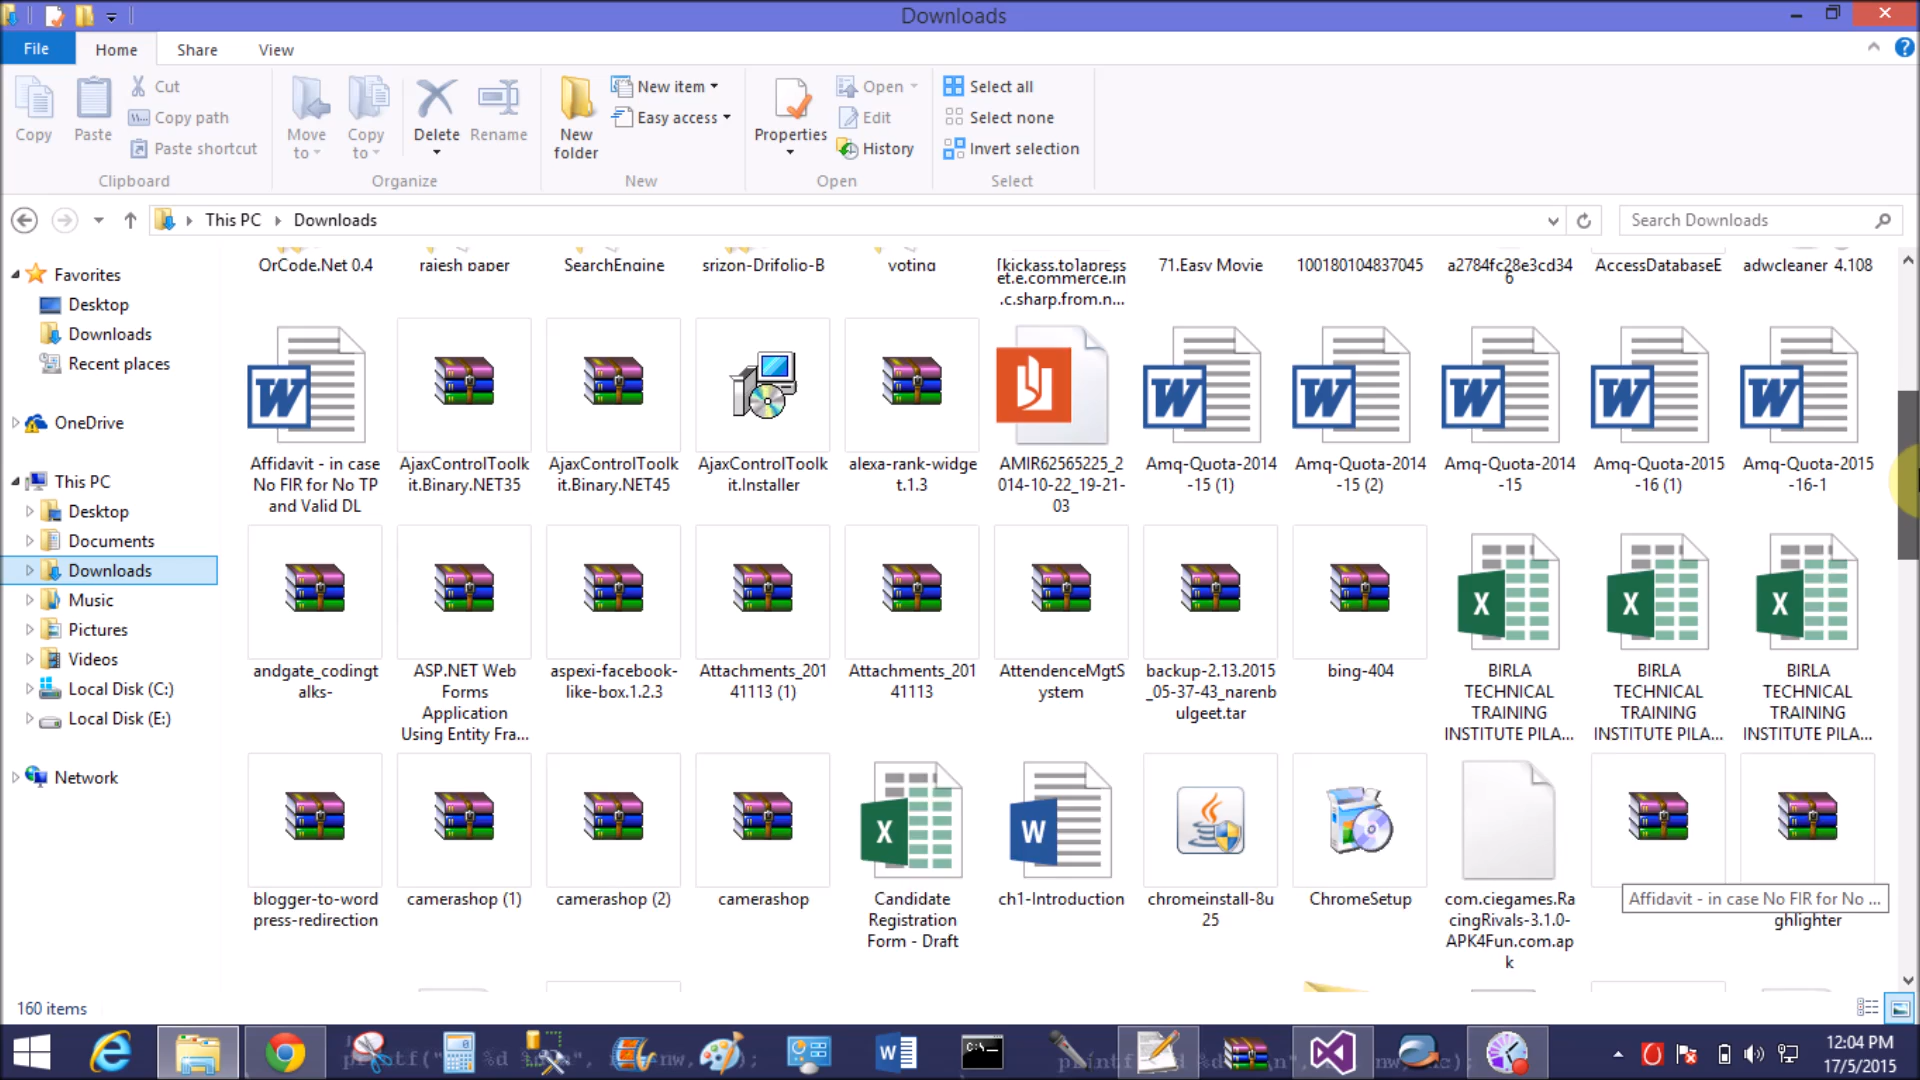 Downloads
File
Home
Share
View
Copy
Paste
Cut
Copy path
Paste shortcut
Clipboard
Move
to
Copy
to
Delete
Rename
Organize
New
folder
New item
Easy access
New
Properties
Open
Edit
History
Open
Select all
Select none
Invert selection
Select
This PC
Downloads
Search Downloads
Favorites
Desktop
Downloads
Recent places
OneDrive
This PC
Desktop
Documents
Downloads
Music
Pictures
Videos
Local Disk (C:)
Local Disk (E:)
Network
OrCode.Net 0.4
rajesh paper
SearchEngine
srizon-Drifolio-B
voting
[kickass.to]apress
et.e.commerce.in
.c.sharp.from.n...
71.Easy Movie
100180104837045
a2784fc28e3cd34
6
AccessDatabaseE
adwcleaner_4.108
Affidavit - in case
No FIR for No TP
and Valid DL
AjaxControlToolk
it.Binary.NET35
AjaxControlToolk
it.Binary.NET45
AjaxControlToolk
it.Installer
alexa-rank-widge
t.1.3
AMIR62565225_2
014-10-22_19-21-
03
Amq-Quota-2014
-15 (1)
Amq-Quota-2014
-15 (2)
Amq-Quota-2014
-15
Amq-Quota-2015
-16 (1)
Amq-Quota-2015
-16-1
andgate_codingt
alks-
ASP.NET Web
Forms
Application
Using Entity Fra...
aspexi-facebook-
like-box.1.2.3
Attachments_201
41113 (1)
Attachments_201
41113
AttendenceMgtS
ystem
backup-2.13.2015
_05-37-43_narenb
ulgeet.tar
bing-404
BIRLA
TECHNICAL
TRAINING
INSTITUTE PILA...
BIRLA
TECHNICAL
TRAINING
INSTITUTE PILA...
BIRLA
TECHNICAL
TRAINING
INSTITUTE PILA...
blogger-to-word
press-redirection
camerashop (1)
camerashop (2)
camerashop
Candidate
Registration
Form - Draft
ch1-Introduction
chromeinstall-8u
25
ChromeSetup
com.ciegames.Ra
cingRivals-3.1.0-
APK4Fun.com.ap
k
Affidavit - in case No FIR for No ...
ghlighter
160 items
12:04 PM
17/5/2015